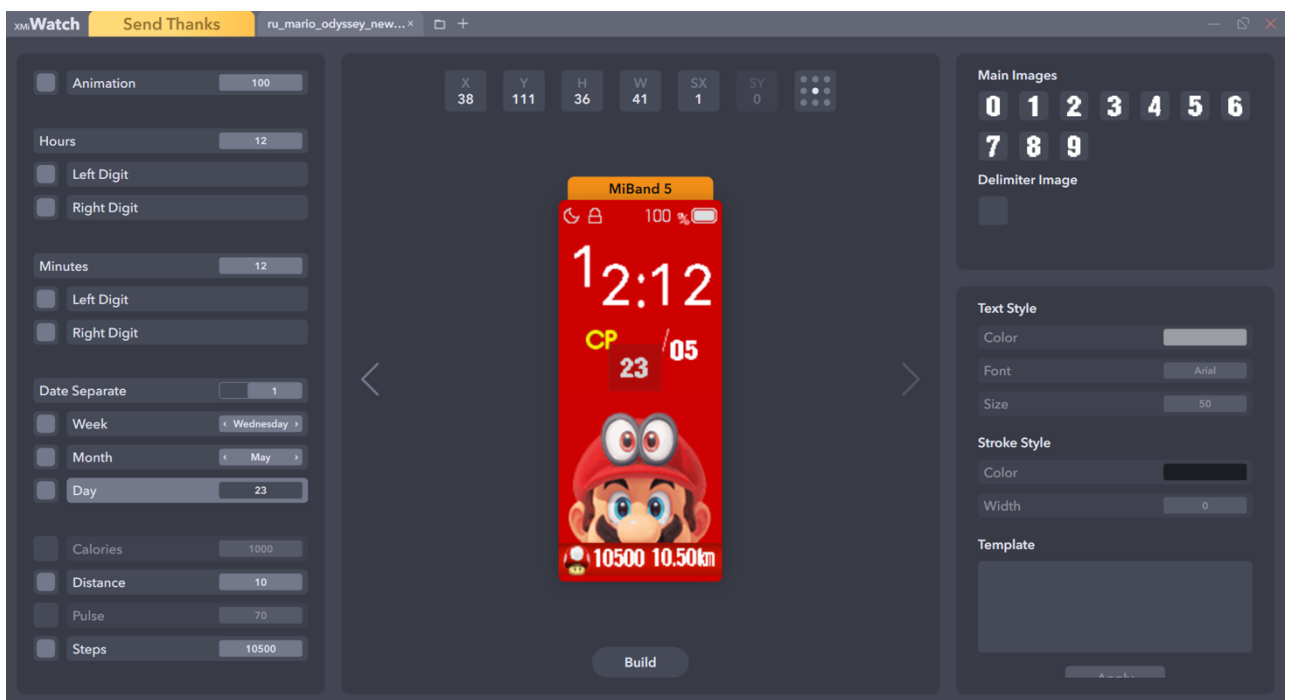 xMiWatch Send Thanks ru_mario_odyssey_new...× +
Animation 100
Hours 12
Left Digit
Right Digit
Minutes 12
Left Digit
Right Digit
Date Separate 1
Week ‹ Wednesday ›
Month ‹ May ›
Day 23
Calories 1000
Distance 10
Pulse 70
Steps 10500
X Y H W SX SY
38 111 36 41 1 0
MiBand 5
100 %
12:12
CP /05
23
10500 10.50km
Build
Main Images
0 1 2 3 4 5 6
7 8 9
Delimiter Image
Text Style
Color
Font Arial
Size 50
Stroke Style
Color
Width 0
Template
Apply